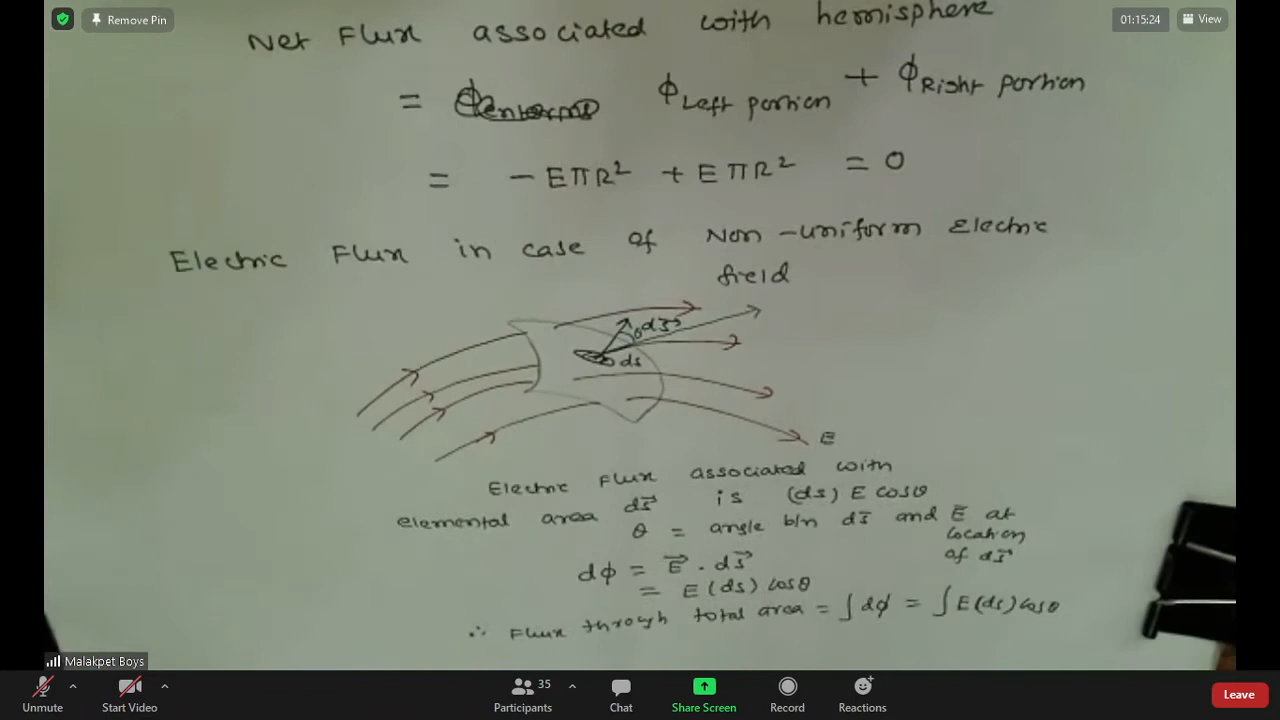 Remove Pin
01:15:24
View
Net Flux associated with hemisphere
= ϕLeft portion + ϕRight portion
= -EπR² + EπR² = 0
Electric Flux in case of Non-uniform Electric
field
ds⃗
θ
ds
E
Electric Flux associated with
elemental area ds⃗ is (ds) E cosθ
θ = angle b/n ds⃗ and E⃗ at
location
of ds⃗
dϕ = E⃗ . ds⃗
= E (ds) cosθ
∴ Flux through total area = ∫ dϕ = ∫ E(ds) cosθ
Malakpet Boys
Unmute
Start Video
35
Participants
Chat
Share Screen
Record
Reactions
Leave